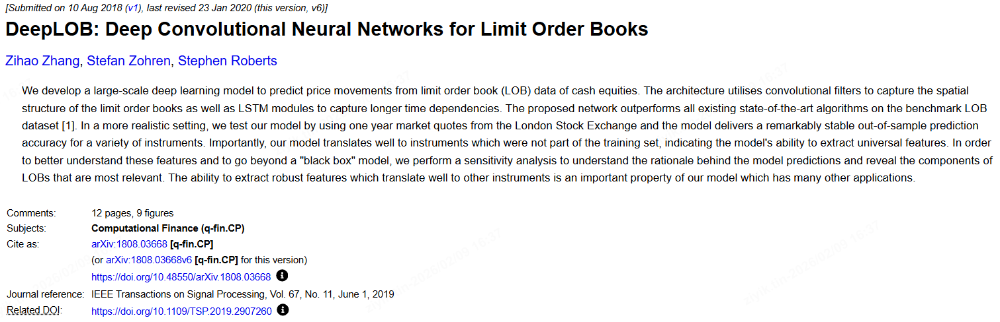 [Submitted on 10 Aug 2018 (v1), last revised 23 Jan 2020 (this version, v6)]
DeepLOB: Deep Convolutional Neural Networks for Limit Order Books
Zihao Zhang, Stefan Zohren, Stephen Roberts
We develop a large-scale deep learning model to predict price movements from limit order book (LOB) data of cash equities. The architecture utilises convolutional filters to capture the spatial
structure of the limit order books as well as LSTM modules to capture longer time dependencies. The proposed network outperforms all existing state-of-the-art algorithms on the benchmark LOB
dataset [1]. In a more realistic setting, we test our model by using one year market quotes from the London Stock Exchange and the model delivers a remarkably stable out-of-sample prediction
accuracy for a variety of instruments. Importantly, our model translates well to instruments which were not part of the training set, indicating the model's ability to extract universal features. In order
to better understand these features and to go beyond a "black box" model, we perform a sensitivity analysis to understand the rationale behind the model predictions and reveal the components of
LOBs that are most relevant. The ability to extract robust features which translate well to other instruments is an important property of our model which has many other applications.
Comments: 12 pages, 9 figures
Subjects: Computational Finance (q-fin.CP)
Cite as: arXiv:1808.03668 [q-fin.CP]
(or arXiv:1808.03668v6 [q-fin.CP] for this version)
https://doi.org/10.48550/arXiv.1808.03668
Journal reference: IEEE Transactions on Signal Processing, Vol. 67, No. 11, June 1, 2019
Related DOI: https://doi.org/10.1109/TSP.2019.2907260